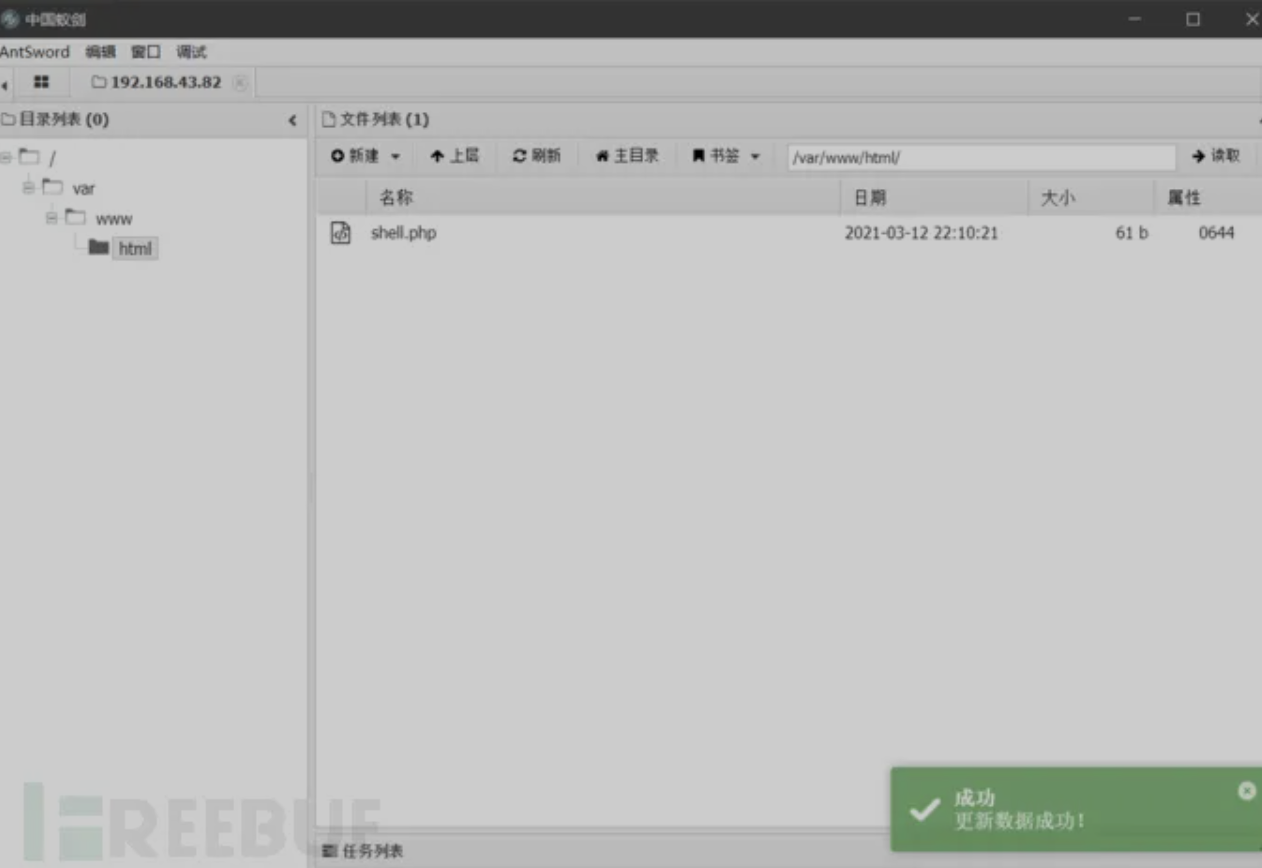 中国蚁剑
AntSword 编辑 窗口 调试
192.168.43.82
目录列表 (0)
文件列表 (1)
新建 上层 刷新 主目录 书签 /var/www/html/ 读取
名称 日期 大小 属性
/
var
www
html
shell.php 2021-03-12 22:10:21 61 b 0644
成功
更新数据成功!
FREEBUF
任务列表